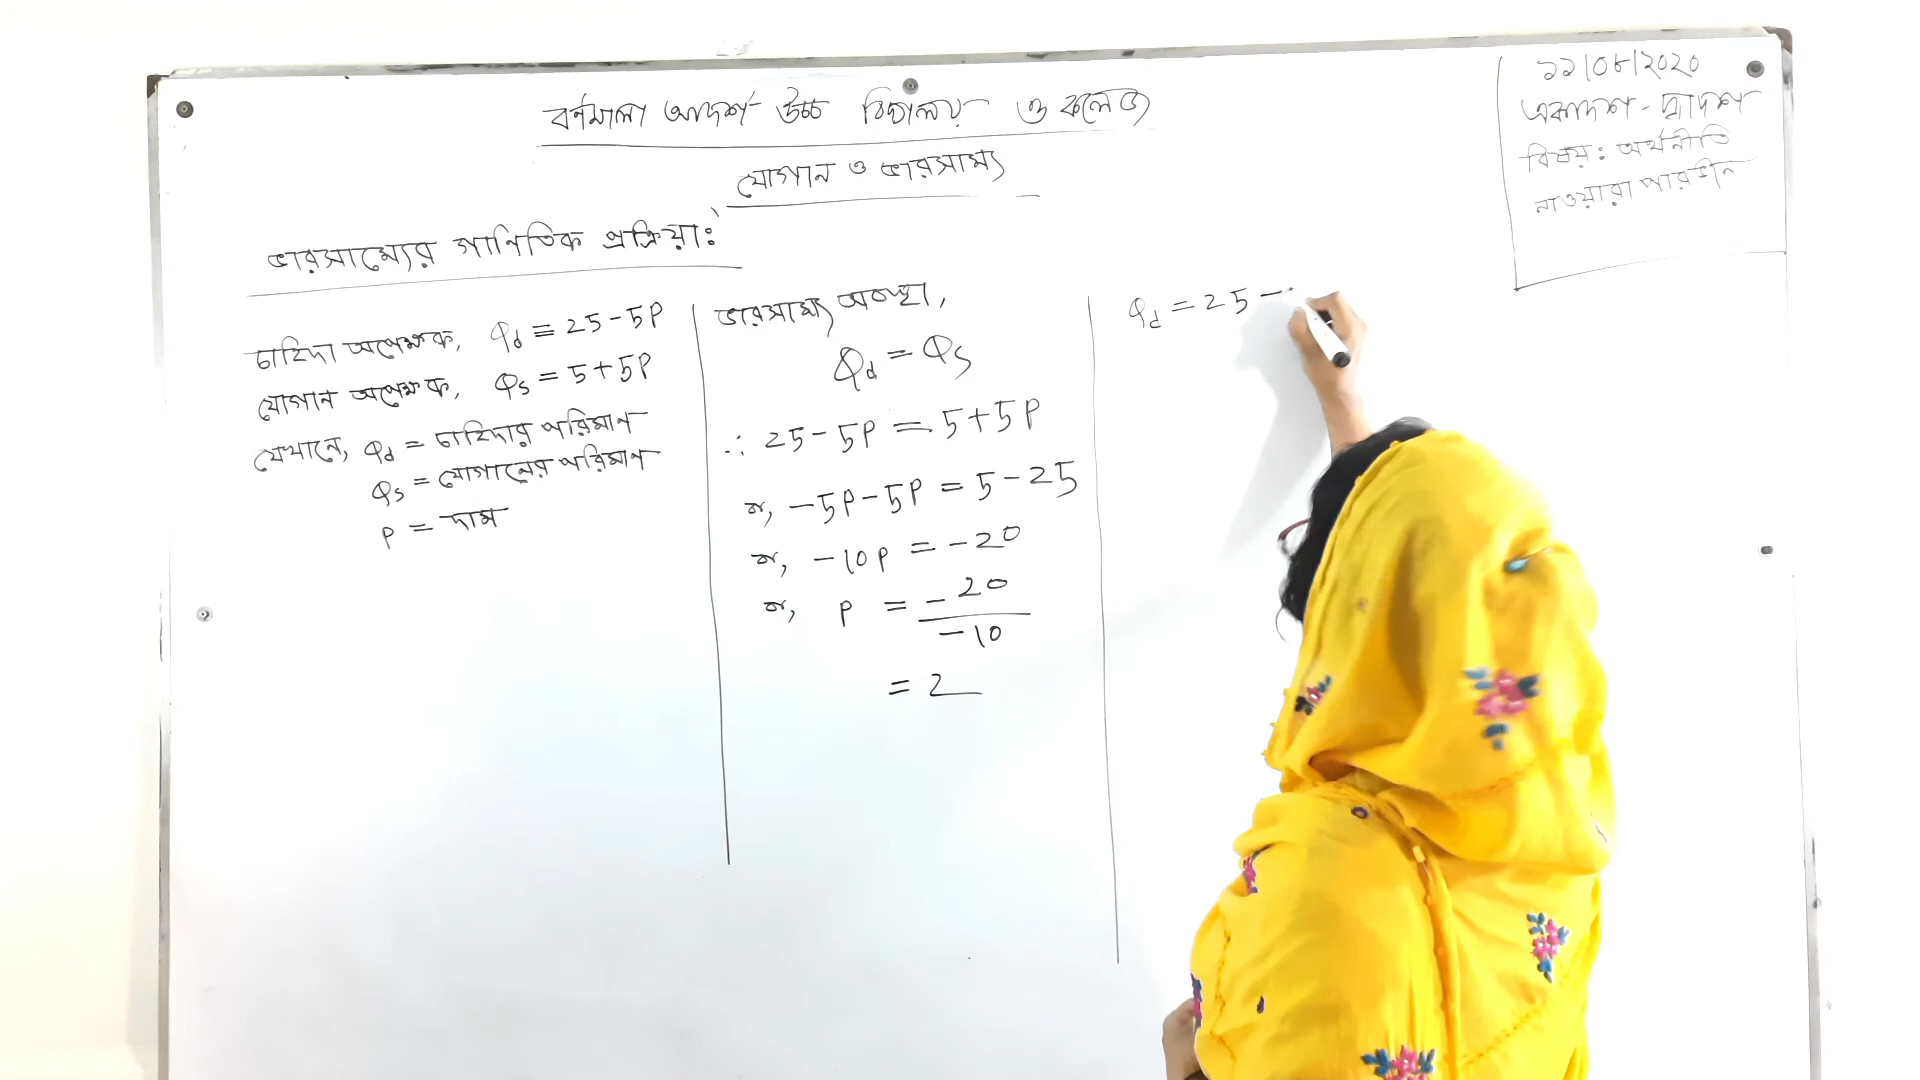 বর্ণমালা আদর্শ উচ্চ বিদ্যালয় ও কলেজ
যোগান ও ভারসাম্য
১১/০৮/২০২০
একাদশ - দ্বাদশ
বিষয়ঃ অর্থনীতি
নাওয়ারা পারভীন
ভারসাম্যের গাণিতিক প্রক্রিয়াঃ
চাহিদা অপেক্ষক, Qd = 25 - 5P
যোগান অপেক্ষক, Qs = 5 + 5P
যেখানে, Qd = চাহিদার পরিমান
Qs = যোগানের পরিমাণ
P = দাম
ভারসাম্য অবস্থা,
Qd = Qs
∴ 25 - 5P = 5 + 5P
বা, -5P - 5P = 5 - 25
বা, -10P = -20
বা, P = -20
-10
= 2
Qd = 25 -